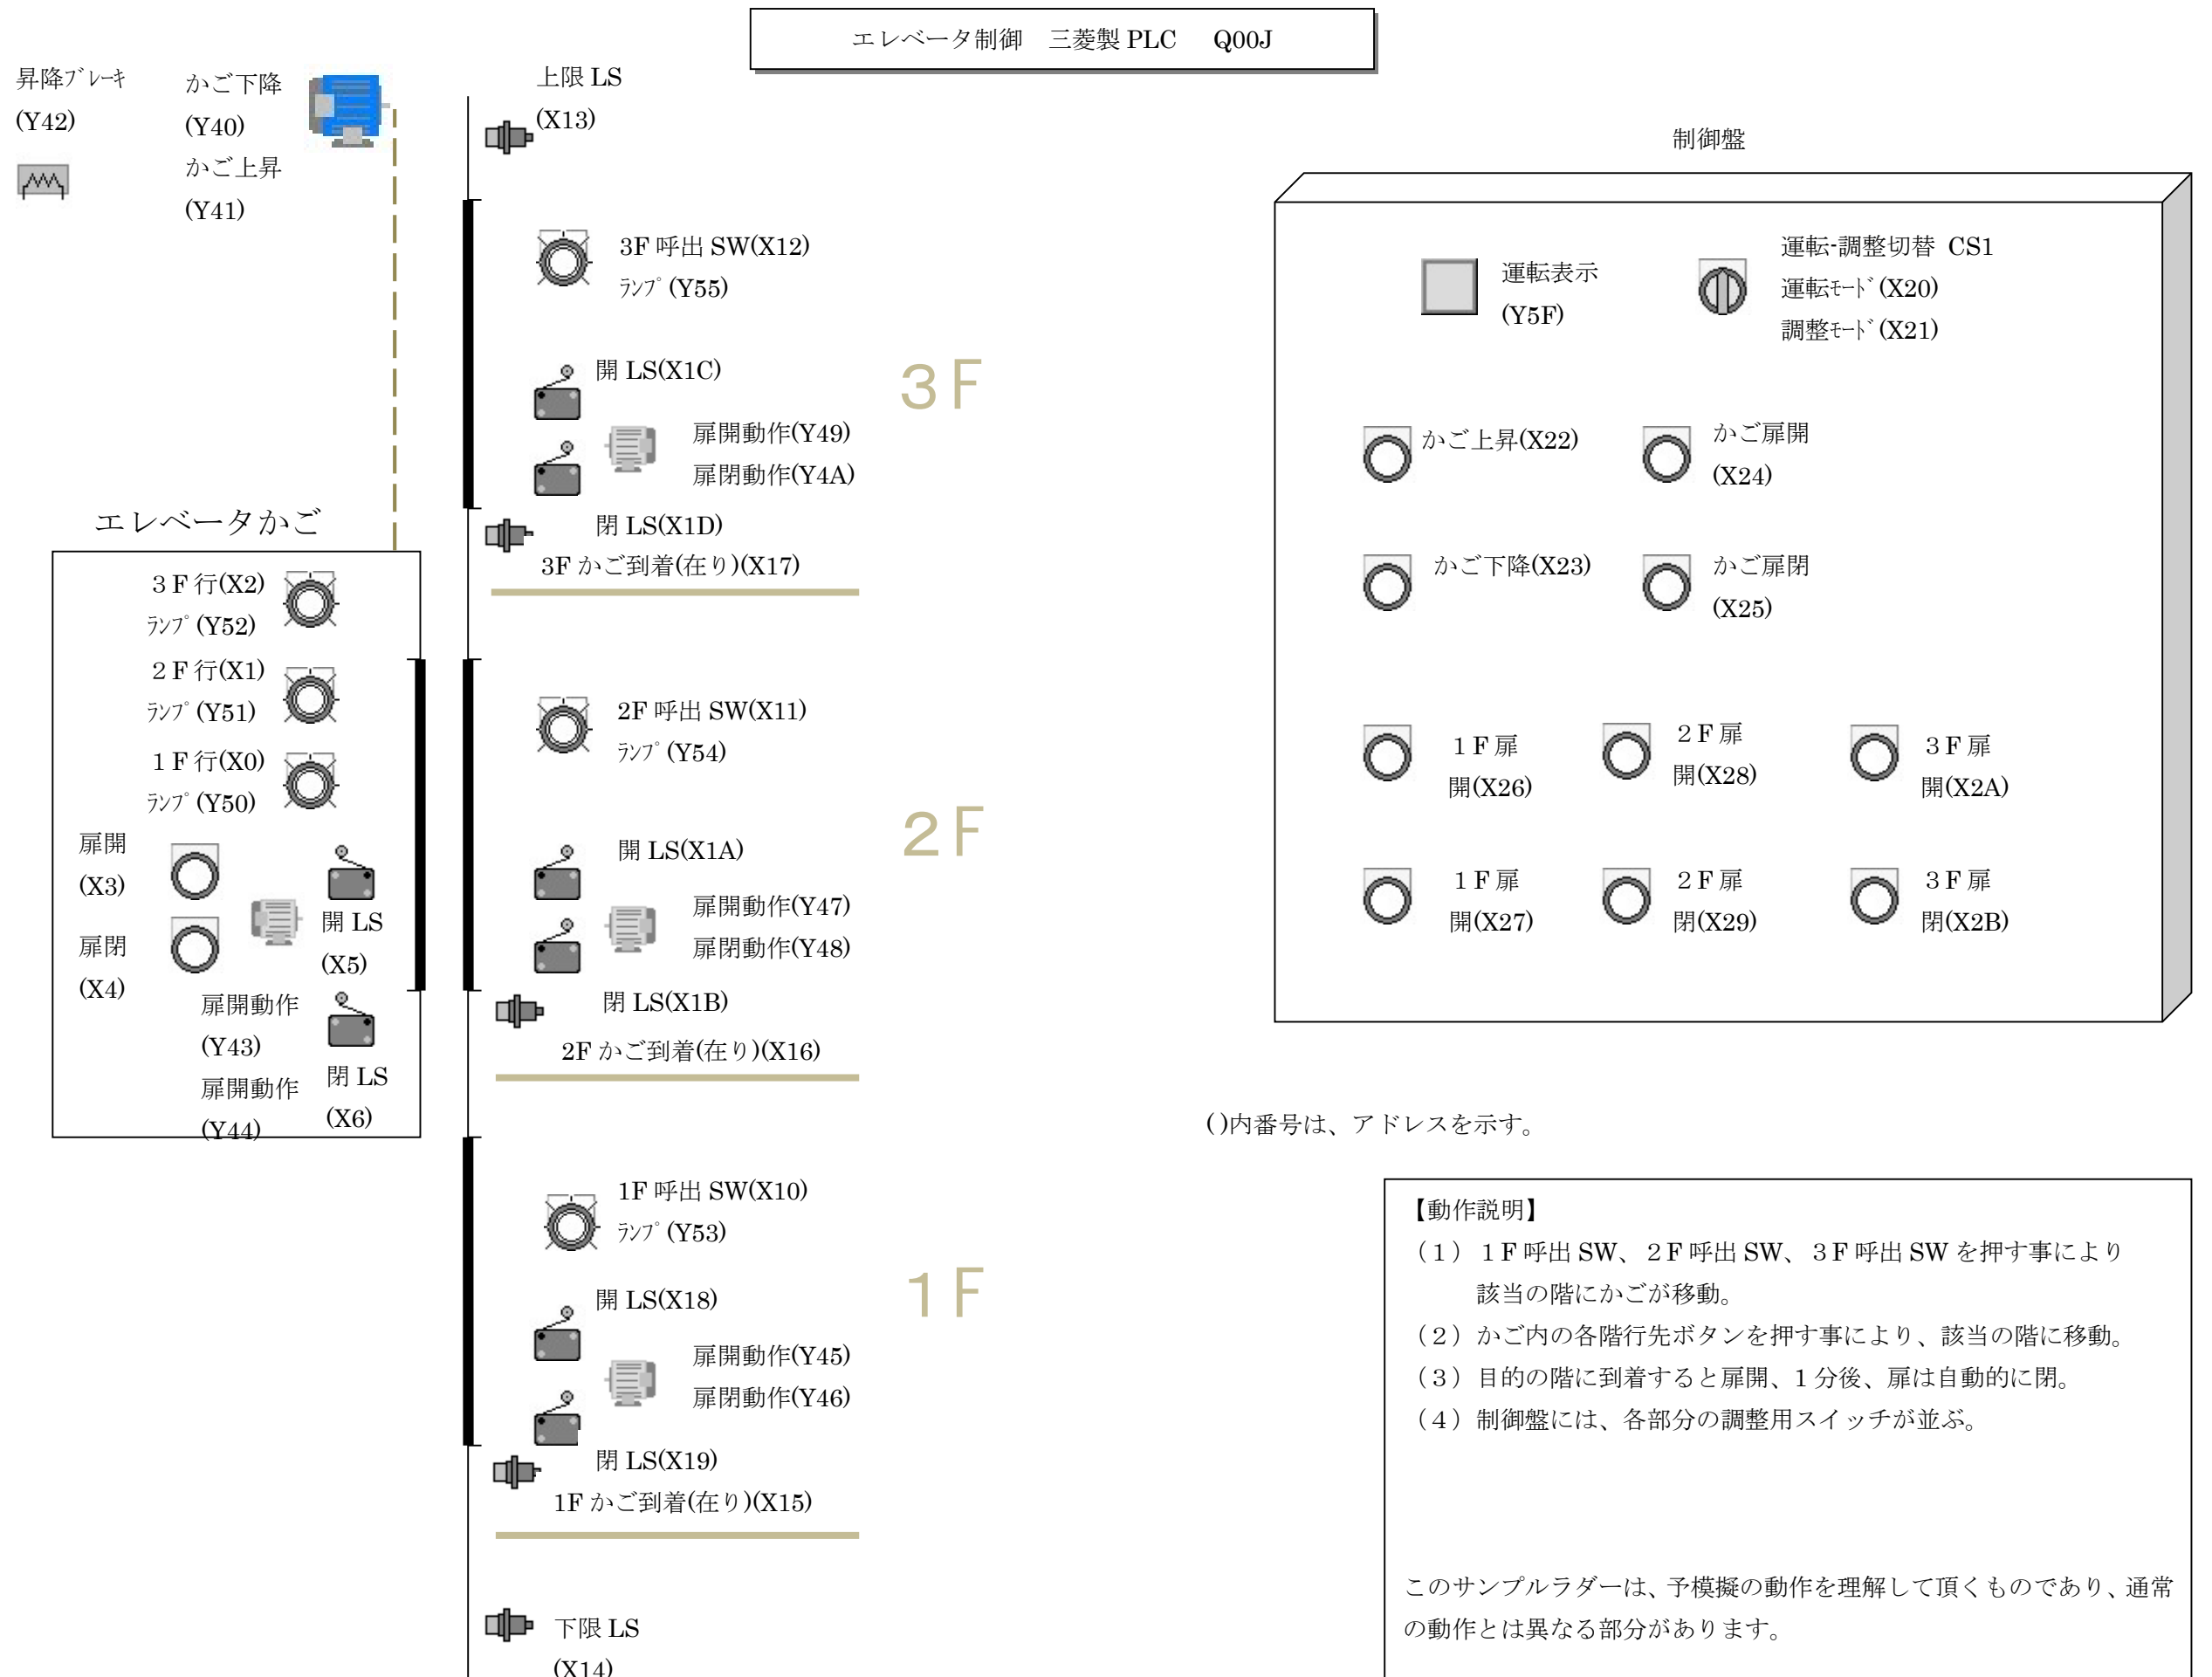 エレベータ制御　三菱製 PLC　Q00J
昇降ﾌﾞﾚｰｷ
(Y42)
かご下降
(Y40)
かご上昇
(Y41)
上限 LS
(X13)
3F 呼出 SW(X12)
ﾗﾝﾌﾟ(Y55)
開 LS(X1C)
3F
扉開動作(Y49)
扉閉動作(Y4A)
閉 LS(X1D)
3F かご到着(在り)(X17)
エレベータかご
３F 行(X2)
ﾗﾝﾌﾟ(Y52)
２F 行(X1)
ﾗﾝﾌﾟ(Y51)
１F 行(X0)
ﾗﾝﾌﾟ(Y50)
扉開
(X3)
扉閉
(X4)
開 LS
(X5)
扉開動作
(Y43)
扉開動作
(Y44)
閉 LS
(X6)
2F 呼出 SW(X11)
ﾗﾝﾌﾟ(Y54)
2F
開 LS(X1A)
扉開動作(Y47)
扉閉動作(Y48)
閉 LS(X1B)
2F かご到着(在り)(X16)
1F 呼出 SW(X10)
ﾗﾝﾌﾟ(Y53)
1F
開 LS(X18)
扉開動作(Y45)
扉閉動作(Y46)
閉 LS(X19)
1F かご到着(在り)(X15)
下限 LS
(X14)
制御盤
運転表示
(Y5F)
運転-調整切替 CS1
運転ﾓｰﾄﾞ(X20)
調整ﾓｰﾄﾞ(X21)
かご上昇(X22)
かご扉開
(X24)
かご下降(X23)
かご扉閉
(X25)
１F 扉
開(X26)
２F 扉
開(X28)
３F 扉
開(X2A)
１F 扉
開(X27)
２F 扉
閉(X29)
３F 扉
閉(X2B)
( )内番号は、アドレスを示す。
【動作説明】
（１）１F 呼出 SW、２F 呼出 SW、３F 呼出 SW を押す事により
該当の階にかごが移動。
（２）かご内の各階行先ボタンを押す事により、該当の階に移動。
（３）目的の階に到着すると扉開、1 分後、扉は自動的に閉。
（４）制御盤には、各部分の調整用スイッチが並ぶ。
このサンプルラダーは、予模擬の動作を理解して頂くものであり、通常
の動作とは異なる部分があります。